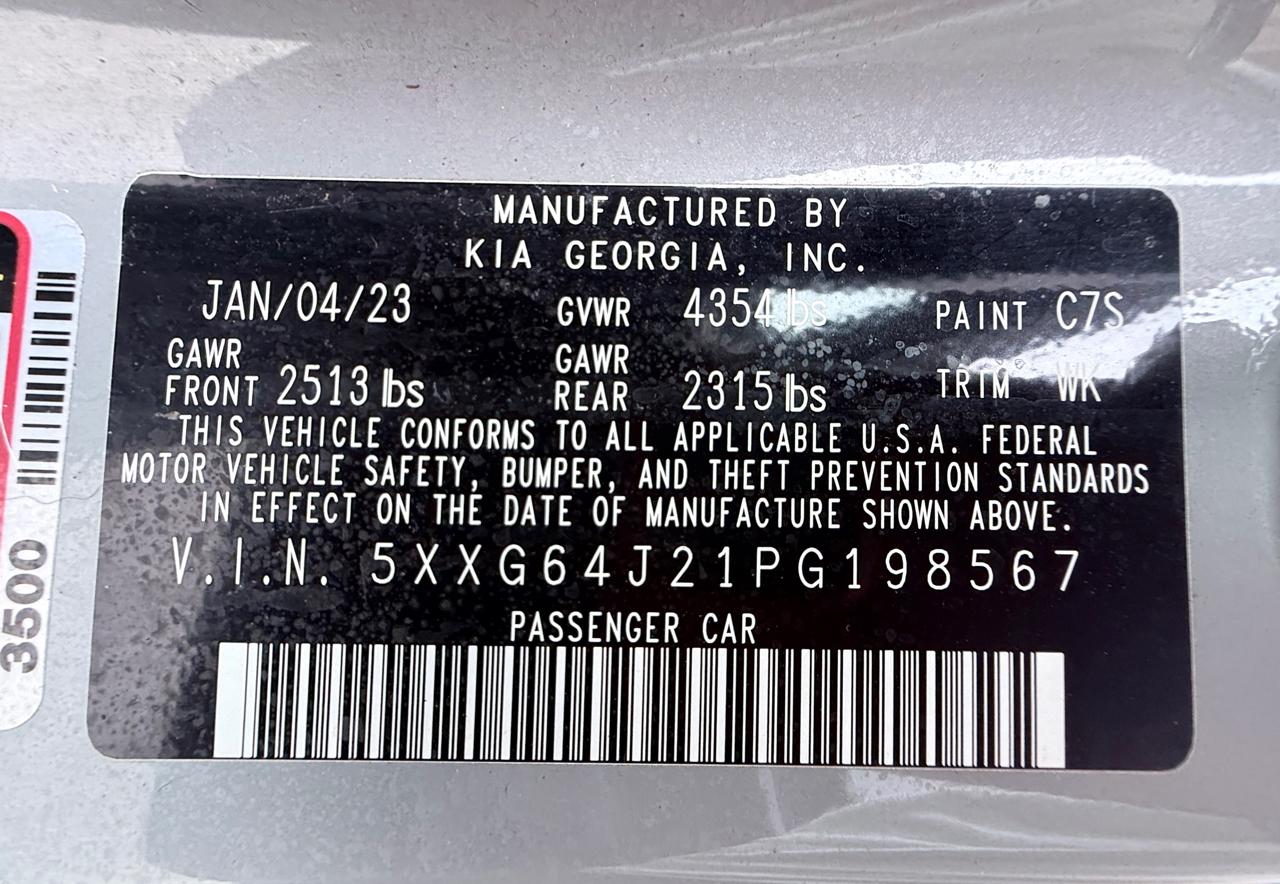 MANUFACTURED BY
KIA GEORGIA, INC.
JAN/04/23 GVWR 4354 lbs PAINT C7S
GAWR FRONT 2513 lbs GAWR REAR 2315 lbs TRIM WK
THIS VEHICLE CONFORMS TO ALL APPLICABLE U.S.A. FEDERAL
MOTOR VEHICLE SAFETY, BUMPER, AND THEFT PREVENTION STANDARDS
IN EFFECT ON THE DATE OF MANUFACTURE SHOWN ABOVE.
V.I.N. 5XXG64J21PG198567
PASSENGER CAR
3500